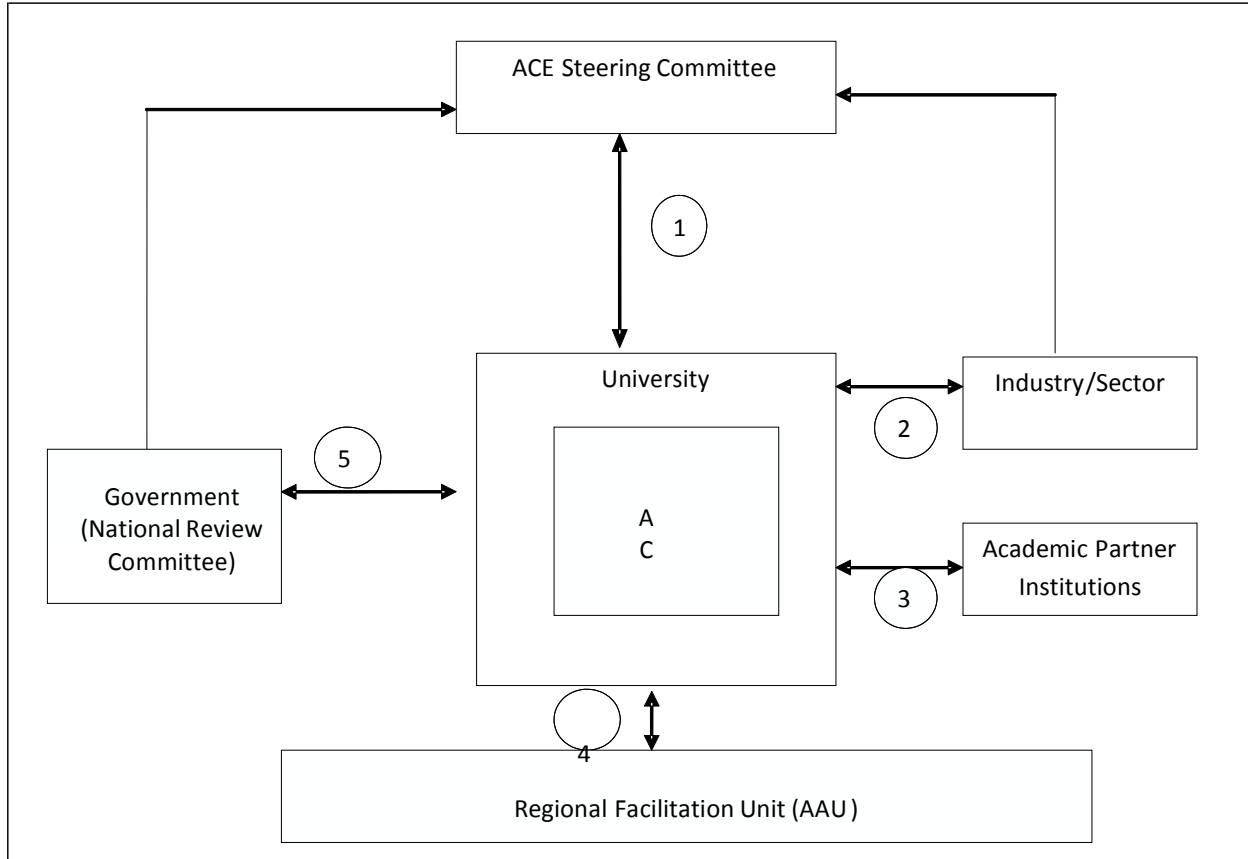 ACE Steering Committee
1
University
Industry/Sector
2
5
Government
(National Review
Committee)
A
C
Academic Partner
Institutions
3
4
Regional Facilitation Unit (AAU)